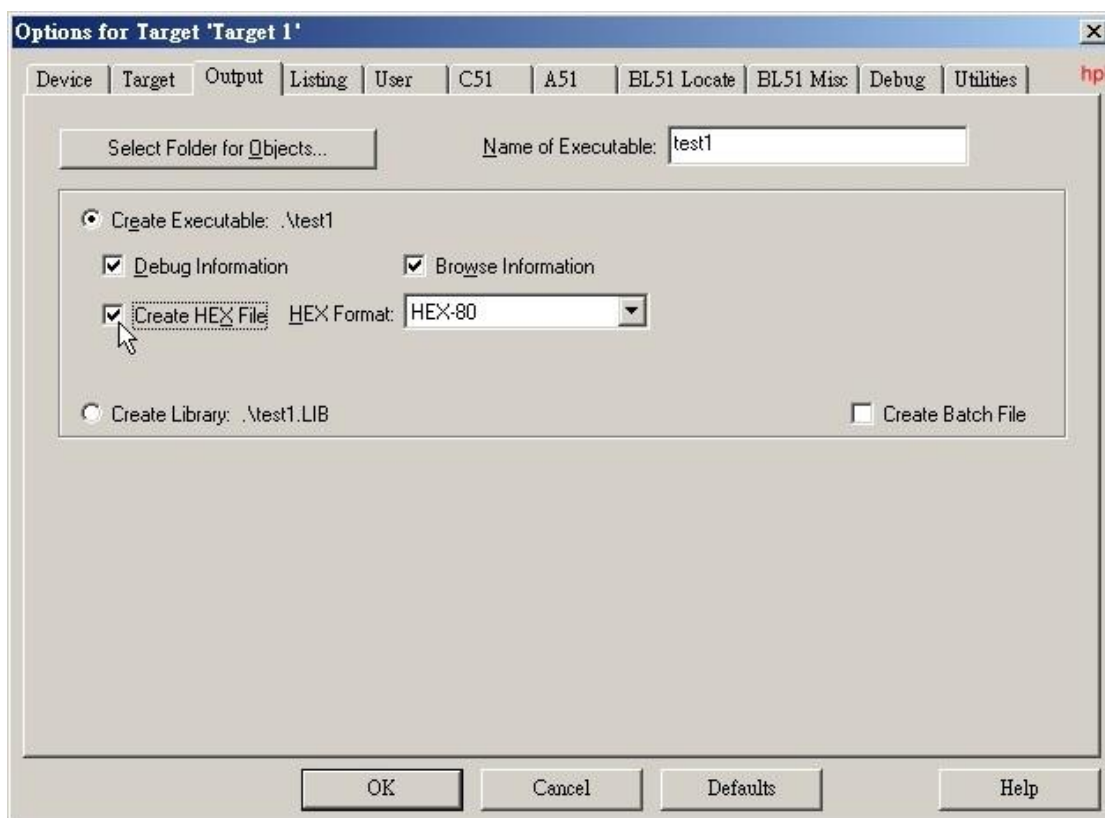 Options for Target 'Target 1'
Device Target Output Listing User C51 A51 BL51 Locate BL51 Misc Debug Utilities hp
Select Folder for Objects... Name of Executable: test1
Create Executable: .\test1
Debug Information Browse Information
Create HEX File HEX Format: HEX-80
Create Library: .\test1.LIB Create Batch File
OK Cancel Defaults Help